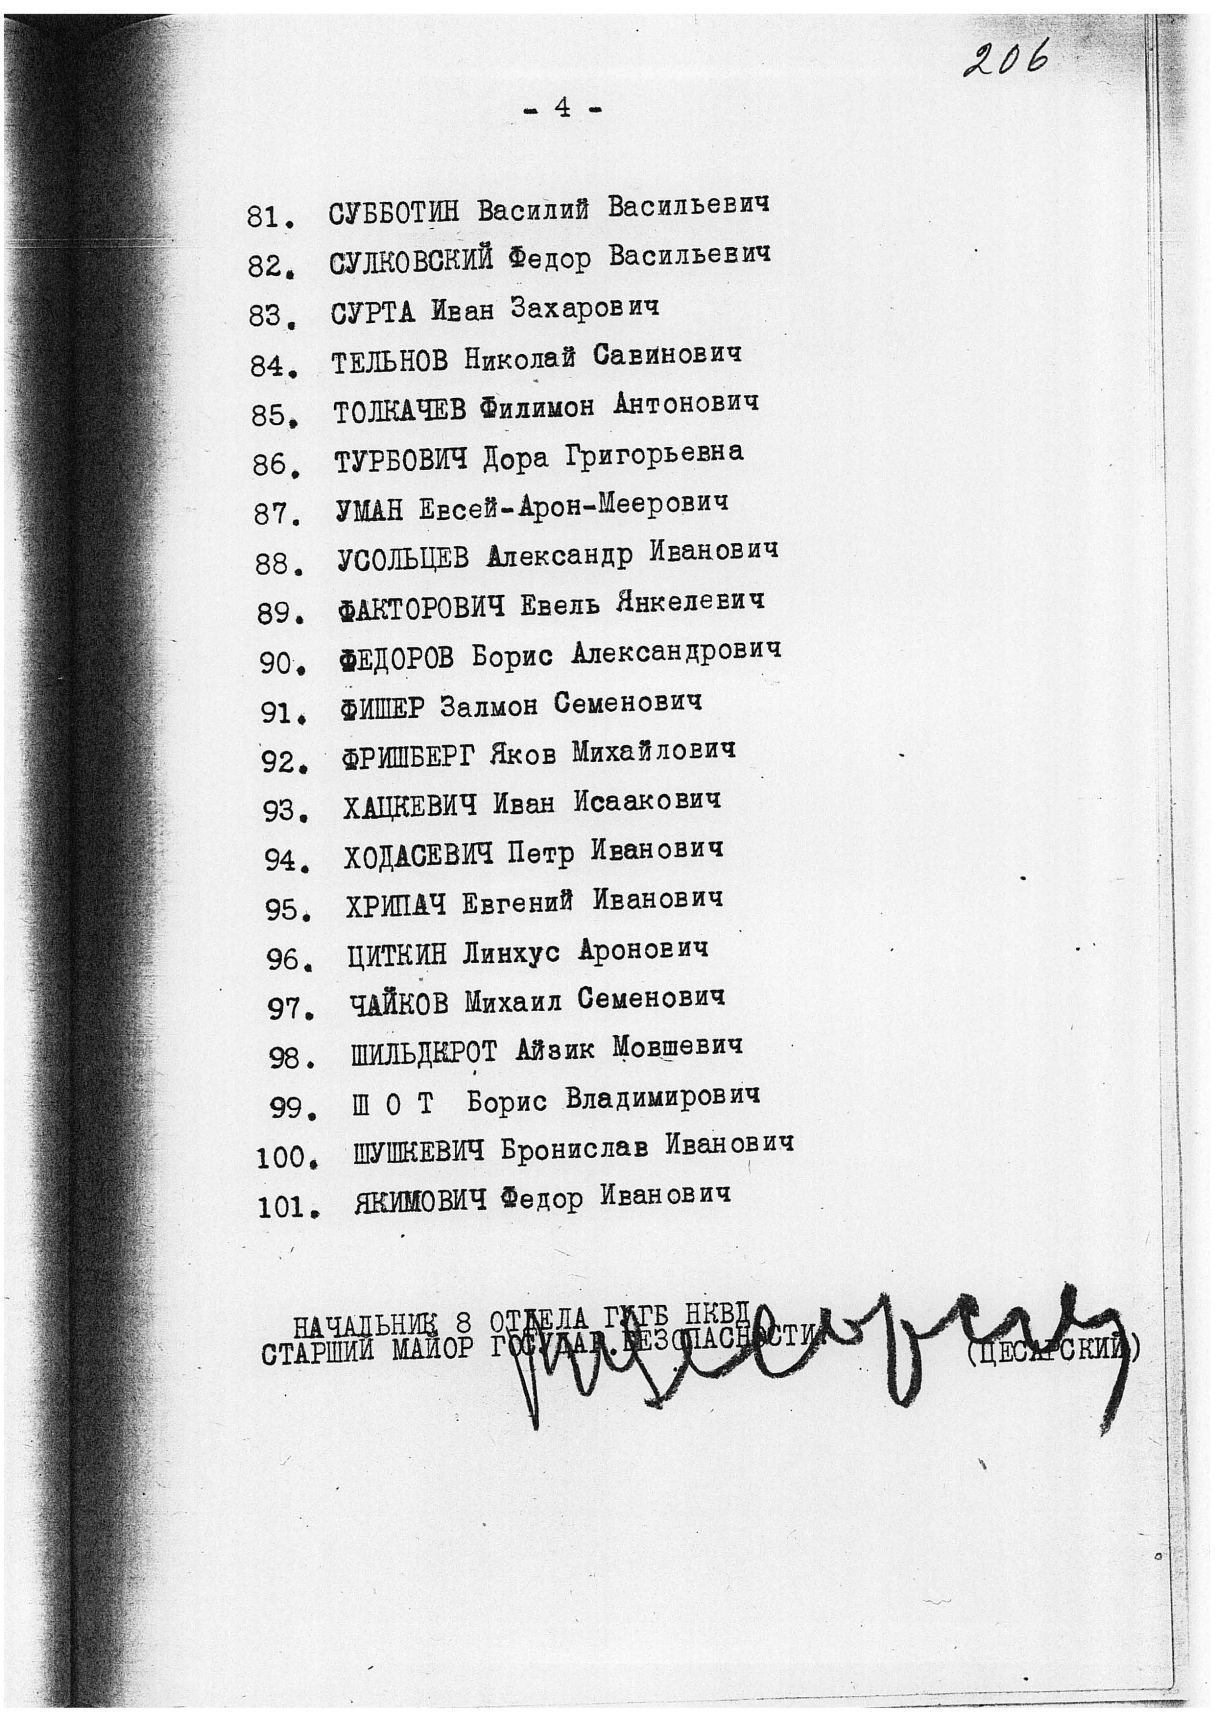 206
- 4 -
81. СУББОТИН Василий Васильевич
82. СУЛКОВСКИЙ Федор Васильевич
83. СУРТА Иван Захарович
84. ТЕЛЬНОВ Николай Савинович
85. ТОЛКАЧЕВ Филимон Антонович
86. ТУРБОВИЧ Дора Григорьевна
87. УМАН Евсей-Арон-Меерович
88. УСОЛЬЦЕВ Александр Иванович
89. ФАКТОРОВИЧ Евель Янкелевич
90. ФЕДОРОВ Борис Александрович
91. ФИШЕР Залмон Семенович
92. ФРИШБЕРГ Яков Михайлович
93. ХАЦКЕВИЧ Иван Исаакович
94. ХОДАСЕВИЧ Петр Иванович
95. ХРИПАЧ Евгений Иванович
96. ЦИТКИН Линхус Аронович
97. ЧАЙКОВ Михаил Семенович
98. ШИЛЬДКРОТ Айзик Мовшевич
99. Ш О Т Борис Владимирович
100. ШУШКЕВИЧ Бронислав Иванович
101. ЯКИМОВИЧ Федор Иванович
НАЧАЛЬНИК 8 ОТДЕЛА ГУГБ НКВД
СТАРШИЙ МАЙОР ГОСУДАР.БЕЗОПАСНОСТИ:
(ЦЕСАРСКИЙ)